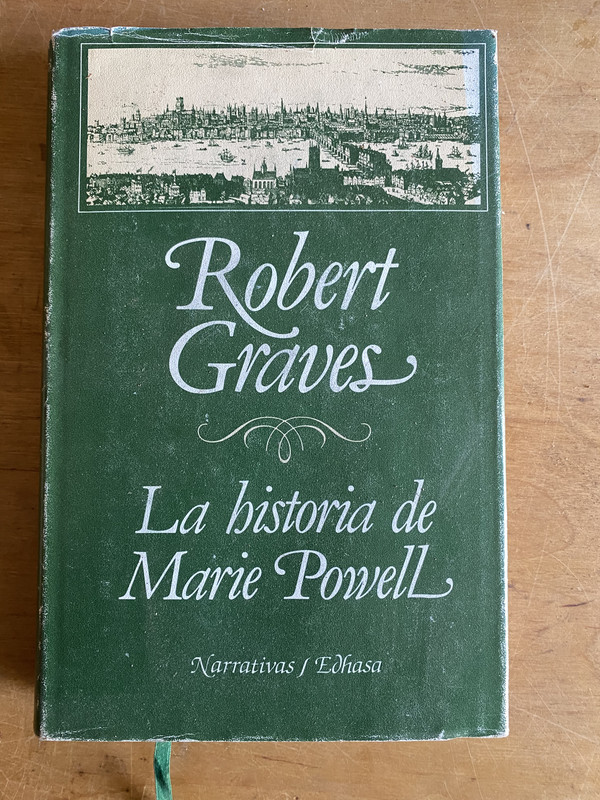 Robert
Graves
La historia de
Marie Powell
Narrativas / Edhasa